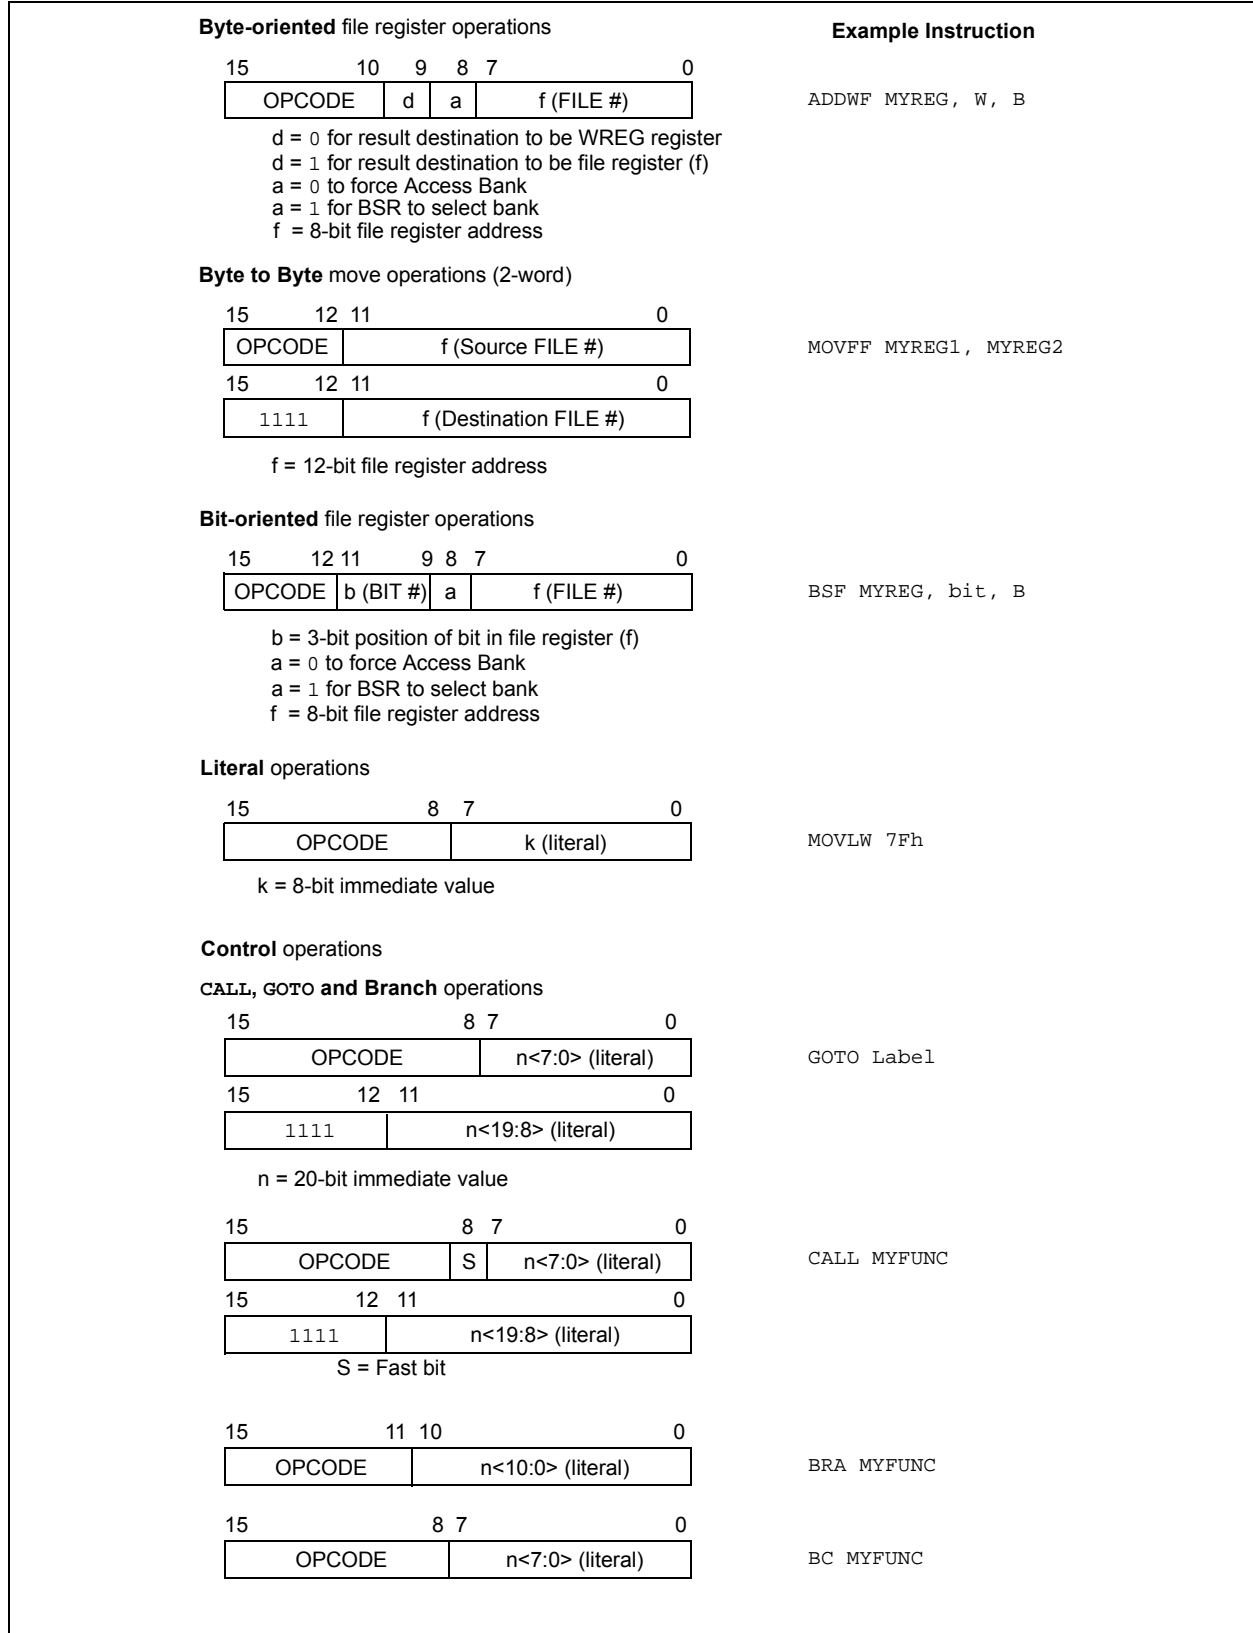 Byte-oriented file register operations
Example Instruction
15 10 9 8 7 0
OPCODE d a f (FILE #)
ADDWF MYREG, W, B
d = 0 for result destination to be WREG register
d = 1 for result destination to be file register (f)
a = 0 to force Access Bank
a = 1 for BSR to select bank
f = 8-bit file register address
Byte to Byte move operations (2-word)
15 12 11 0
OPCODE f (Source FILE #)
MOVFF MYREG1, MYREG2
15 12 11 0
1111 f (Destination FILE #)
f = 12-bit file register address
Bit-oriented file register operations
15 12 11 9 8 7 0
OPCODE b (BIT #) a f (FILE #)
BSF MYREG, bit, B
b = 3-bit position of bit in file register (f)
a = 0 to force Access Bank
a = 1 for BSR to select bank
f = 8-bit file register address
Literal operations
15 8 7 0
OPCODE k (literal)
MOVLW 7Fh
k = 8-bit immediate value
Control operations
CALL, GOTO and Branch operations
15 8 7 0
OPCODE n<7:0> (literal)
GOTO Label
15 12 11 0
1111 n<19:8> (literal)
n = 20-bit immediate value
15 8 7 0
OPCODE S n<7:0> (literal)
CALL MYFUNC
15 12 11 0
1111 n<19:8> (literal)
S = Fast bit
15 11 10 0
OPCODE n<10:0> (literal)
BRA MYFUNC
15 8 7 0
OPCODE n<7:0> (literal)
BC MYFUNC